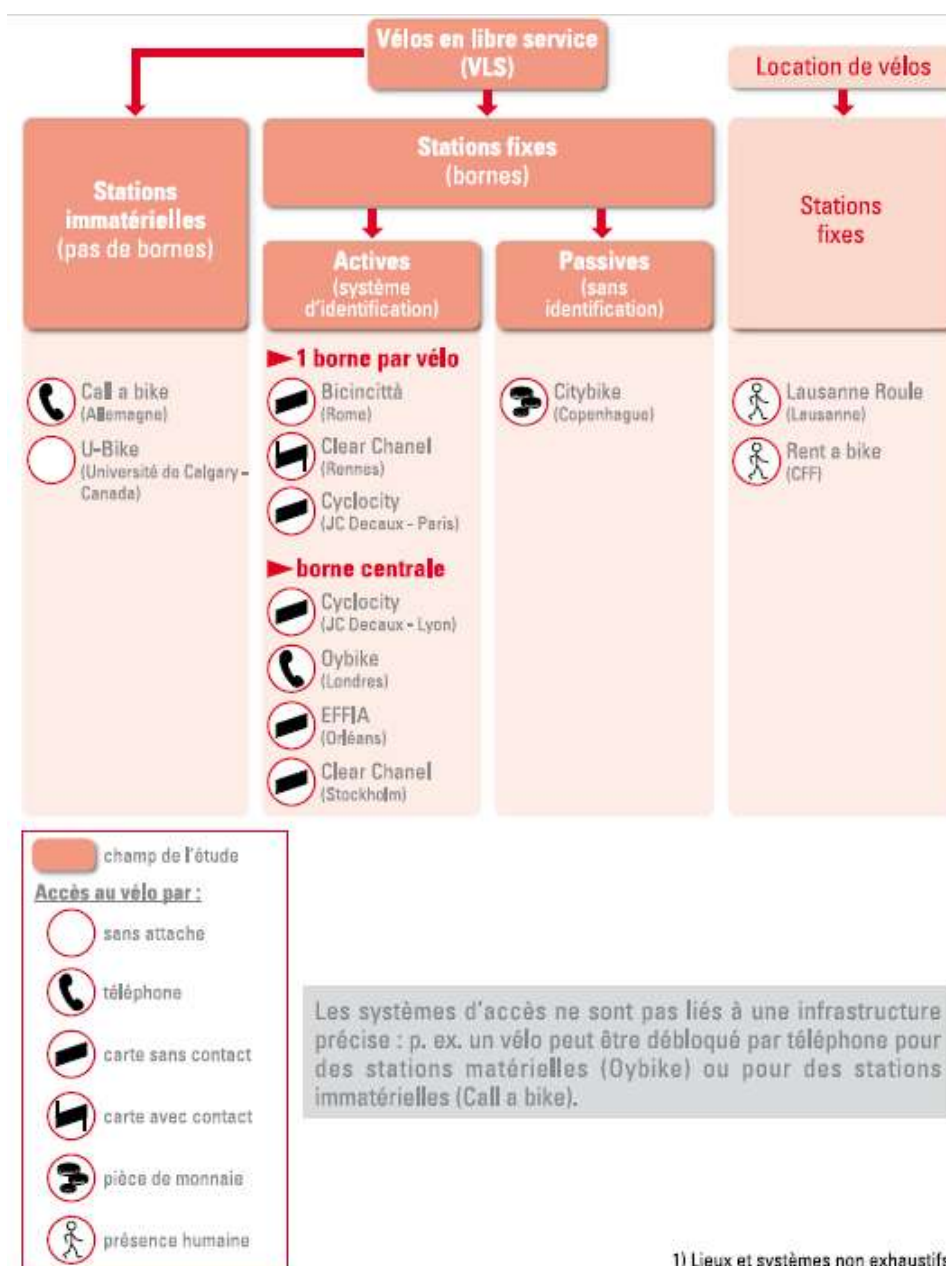 Vélos en libre service
(VLS)
Location de vélos
Stations
immatérielles
(pas de bornes)
Stations fixes
(bornes)
Stations
fixes
Actives
(système
d'identification)
Passives
(sans
identification)
Call a bike
(Allemagne)
U-Bike
(Université de Calgary -
Canada)
1 borne par vélo
Bicincittà
(Rome)
Clear Chanel
(Rennes)
Cyclocity
(JC Decaux - Paris)
borne centrale
Cyclocity
(JC Decaux - Lyon)
Oybike
(Londres)
EFFIA
(Orléans)
Clear Chanel
(Stockholm)
Citybike
(Copenhague)
Lausanne Roule
(Lausanne)
Rent a bike
(CFF)
champ de l'étude
Accès au vélo par :
sans attache
téléphone
carte sans contact
carte avec contact
pièce de monnaie
présence humaine
Les systèmes d'accès ne sont pas liés à une infrastructure
précise : p. ex. un vélo peut être débloqué par téléphone pour
des stations matérielles (Oybike) ou pour des stations
immatérielles (Call a bike).
1) Lieux et systèmes non exhaustifs